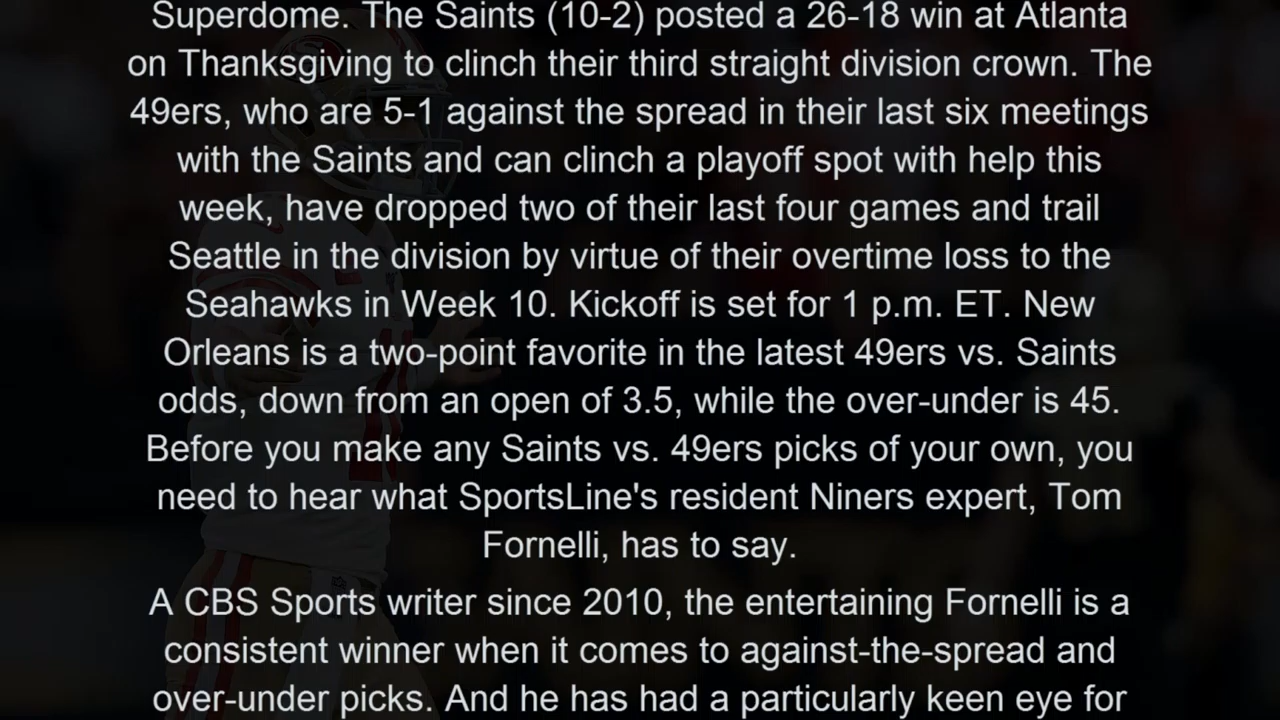 Superdome. The Saints (10-2) posted a 26-18 win at Atlanta
on Thanksgiving to clinch their third straight division crown. The
49ers, who are 5-1 against the spread in their last six meetings
with the Saints and can clinch a playoff spot with help this
week, have dropped two of their last four games and trail
Seattle in the division by virtue of their overtime loss to the
Seahawks in Week 10. Kickoff is set for 1 p.m. ET. New
Orleans is a two-point favorite in the latest 49ers vs. Saints
odds, down from an open of 3.5, while the over-under is 45.
Before you make any Saints vs. 49ers picks of your own, you
need to hear what SportsLine's resident Niners expert, Tom
Fornelli, has to say.
A CBS Sports writer since 2010, the entertaining Fornelli is a
consistent winner when it comes to against-the-spread and
over-under picks. And he has had a particularly keen eye for